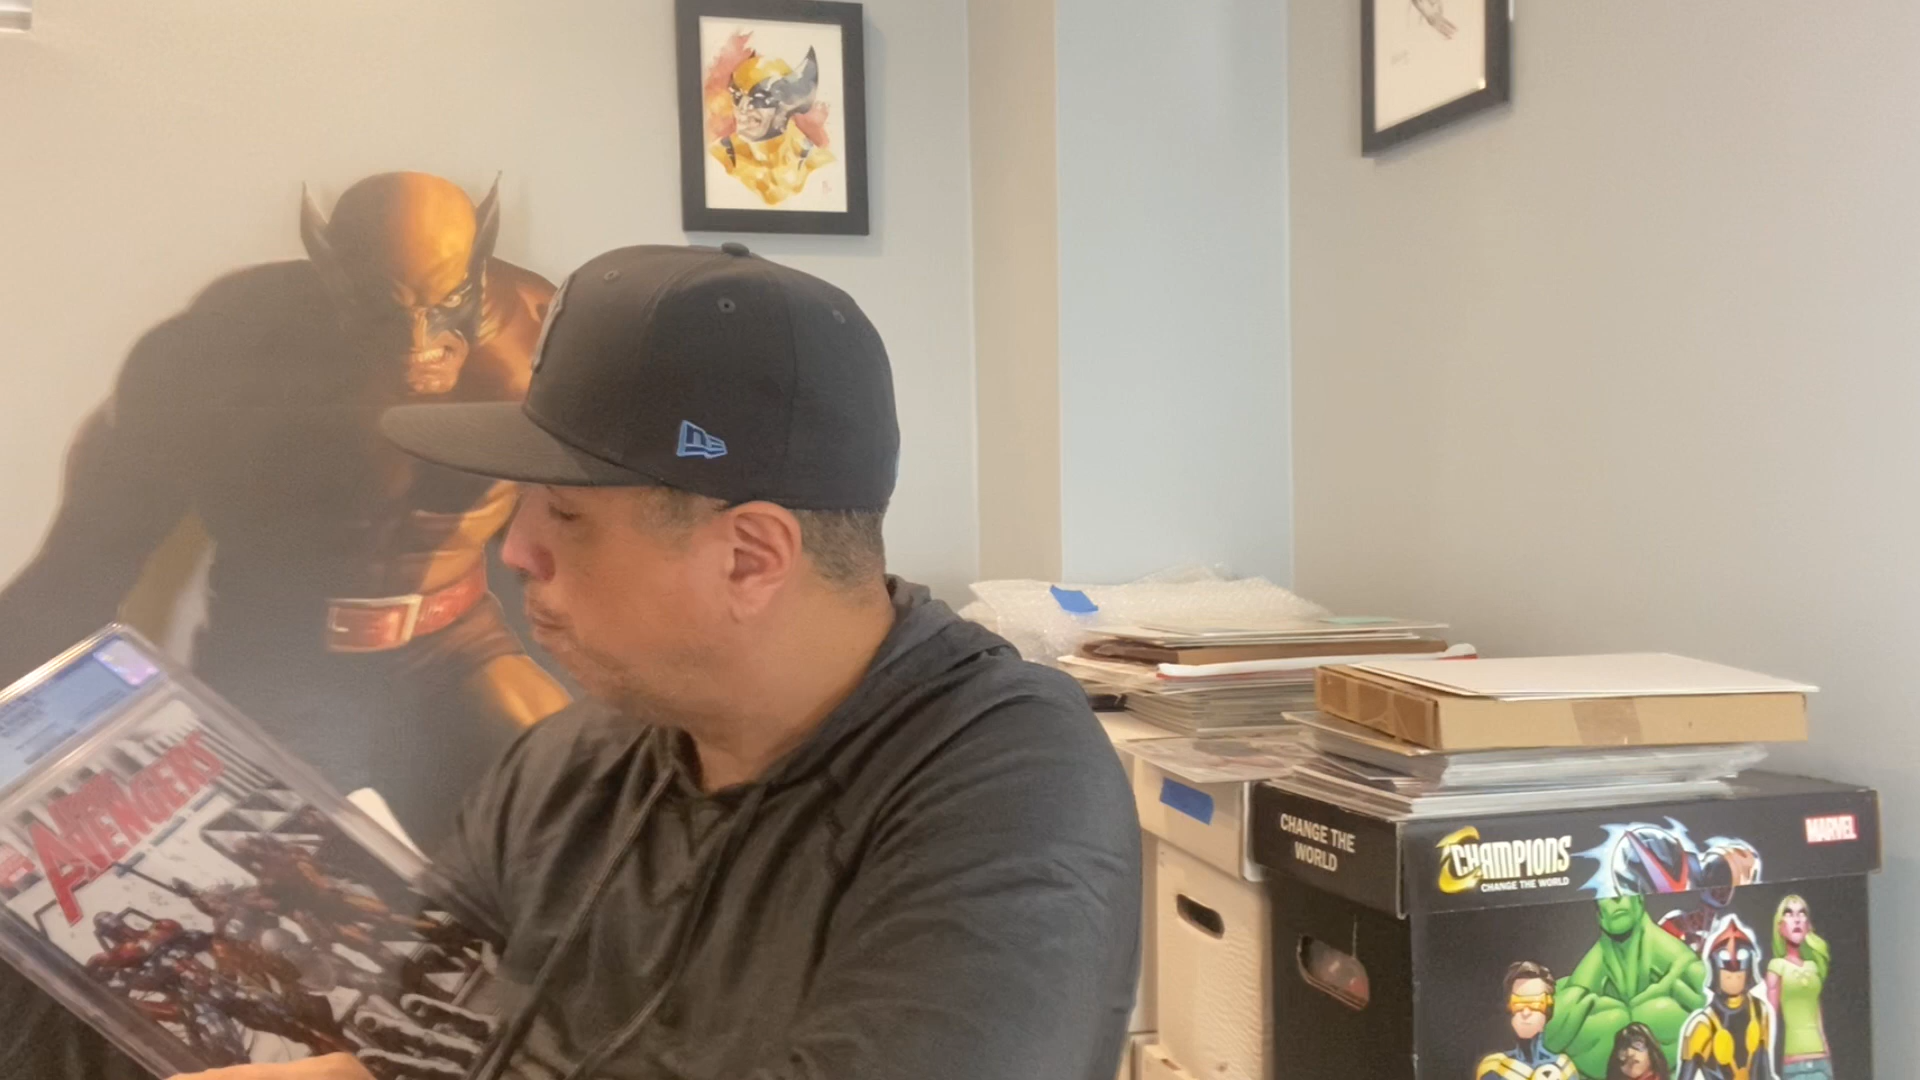 AVENGERS
CHANGE THE
WORLD
CHAMPIONS
CHANGE THE WORLD
MARVEL